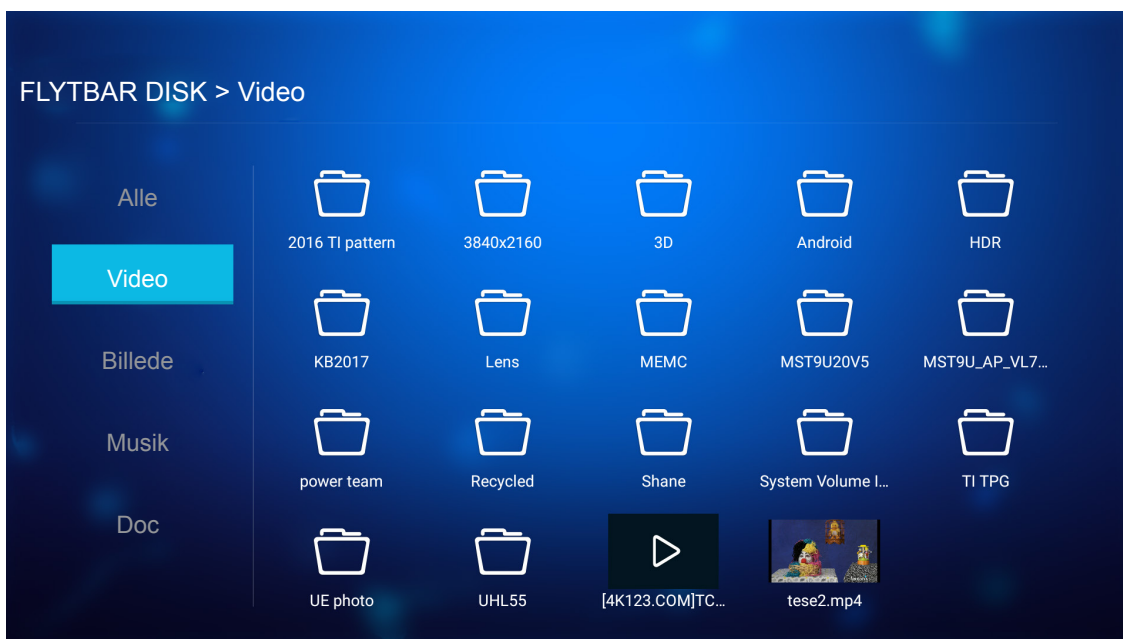 FLYTBAR DISK > Video
Alle
Video
Billede
Musik
Doc
2016 TI pattern
3840x2160
3D
Android
HDR
KB2017
Lens
MEMC
MST9U20V5
MST9U_AP_VL7...
power team
Recycled
Shane
System Volume I...
TI TPG
UE photo
UHL55
[4K123.COM]TC...
tese2.mp4